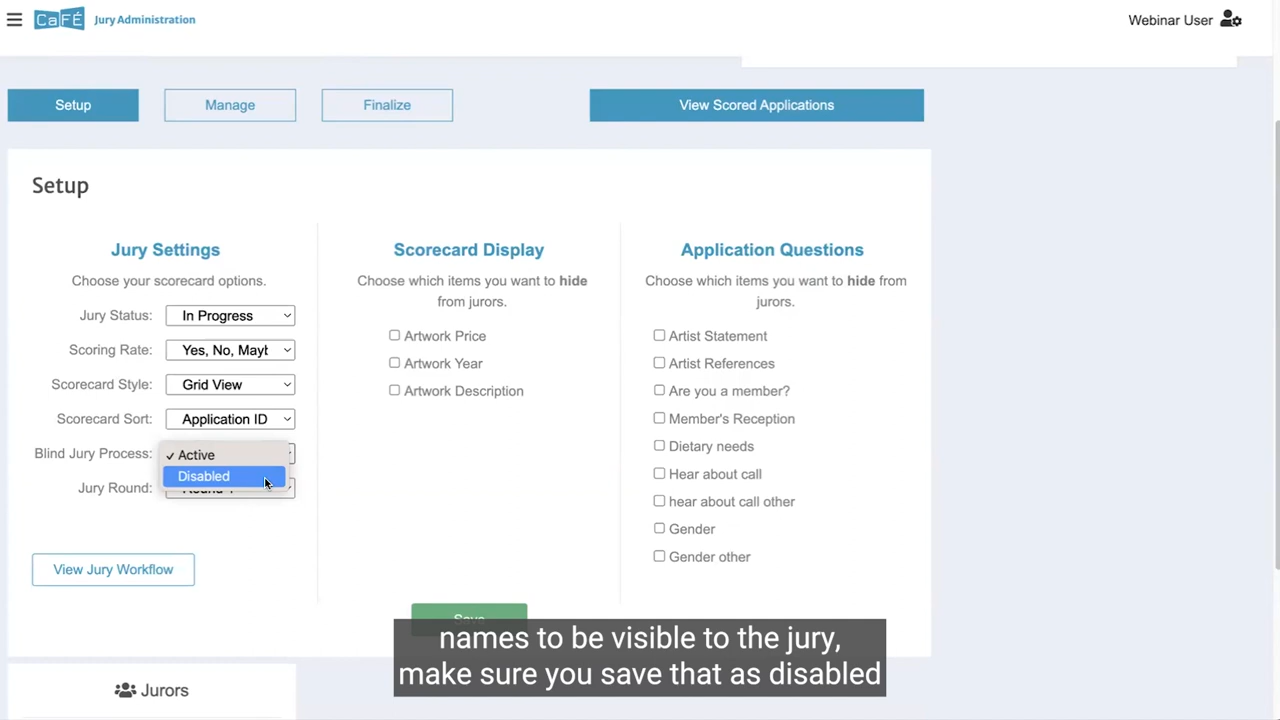 CaFÉ Jury Administration
Webinar User
Setup
Manage
Finalize
View Scored Applications
Setup
Jury Settings
Choose your scorecard options.
Jury Status: In Progress
Scoring Rate: Yes, No, Mayb
Scorecard Style: Grid View
Scorecard Sort: Application ID
Blind Jury Process: ✓ Active
Disabled
Jury Round:
View Jury Workflow
Scorecard Display
Choose which items you want to hide
from jurors.
Artwork Price
Artwork Year
Artwork Description
Application Questions
Choose which items you want to hide from
jurors.
Artist Statement
Artist References
Are you a member?
Member's Reception
Dietary needs
Hear about call
hear about call other
Gender
Gender other
Save
names to be visible to the jury,
make sure you save that as disabled
Jurors